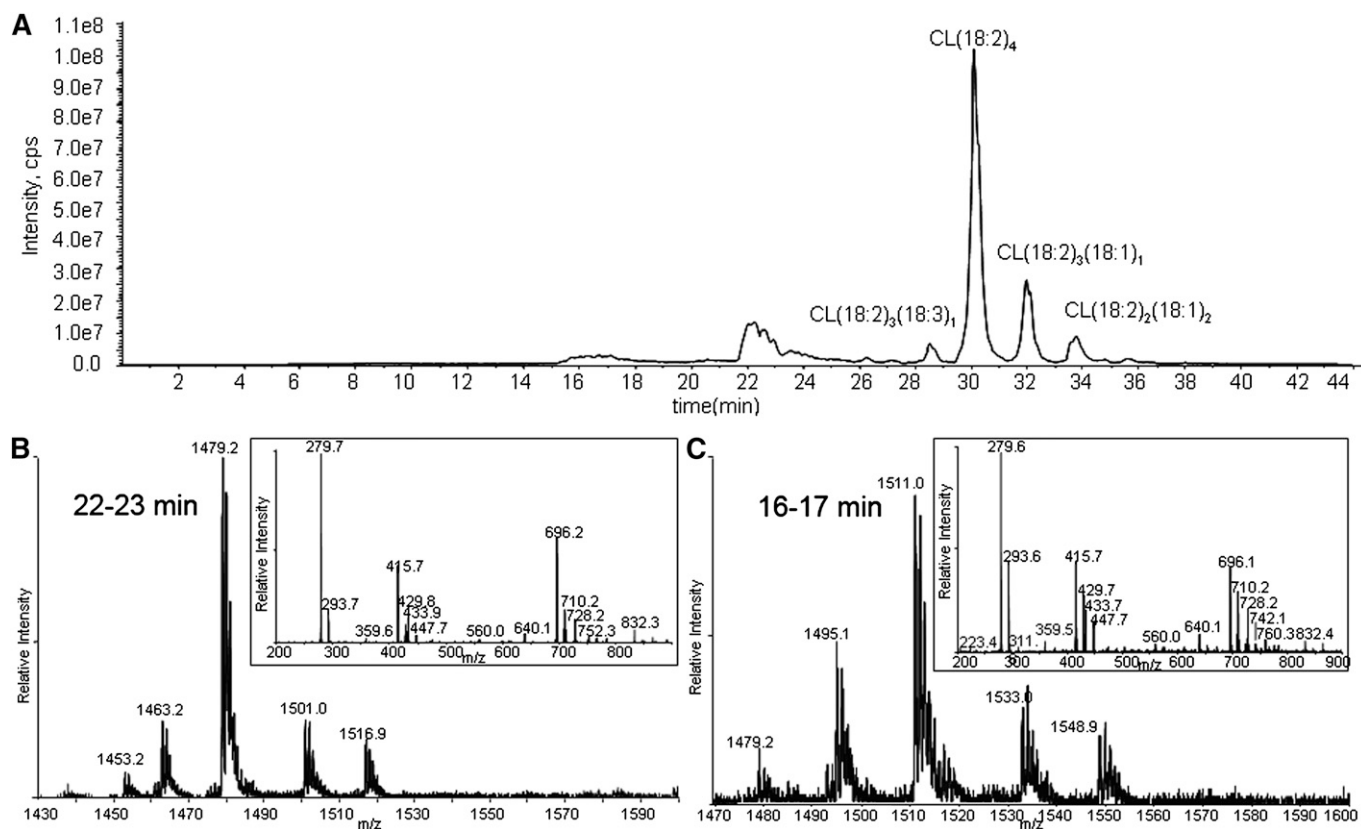 A
1.1e8
1.0e8
9.0e7
8.0e7
7.0e7
6.0e7
5.0e7
4.0e7
3.0e7
2.0e7
1.0e7
0.0
Intensity, cps
CL(18:2)₄
CL(18:2)₃(18:1)₁
CL(18:2)₃(18:3)₁
CL(18:2)₂(18:1)₂
2 4 6 8 10 12 14 16 18 20 22 24 26 28 30 32 34 36 38 40 42 44
time(min)
B
22-23 min
Relative Intensity
1453.2
1463.2
1479.2
1501.0
1516.9
1430 1440 1450 1460 1470 1480 1490 1500 1510 1520 1530 1540 1550 1560 1570 1580 1590
m/z
Relative Intensity
279.7
293.7
359.6
415.7
429.8
433.9
447.7
560.0
640.1
696.2
710.2
728.2
752.3
832.3
200 300 400 500 600 700 800
m/z
C
16-17 min
Relative Intensity
1479.2
1495.1
1511.0
1533.0
1548.9
1470 1480 1490 1500 1510 1520 1530 1540 1550 1560 1570 1580 1590 1600
m/z
Relative Intensity
223.4
279.6
293.6
311.
359.5
415.7
429.7
433.7
447.7
560.0
640.1
696.1
710.2
728.2
742.1
760.3
832.4
200 300 400 500 600 700 800 900
m/z